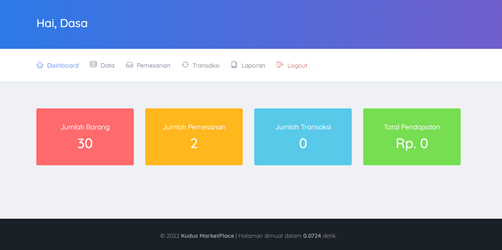 Hai, Dasa
Dashboard Data Pemesanan Transaksi Laporan Logout
Jumlah Barang Jumlah Pemesanan Jumlah Transaksi Total Pendapatan
30 2 0 Rp. 0
© 2022 Kudus MarketPlace | Halaman dimuat dalam 0.0724 detik.